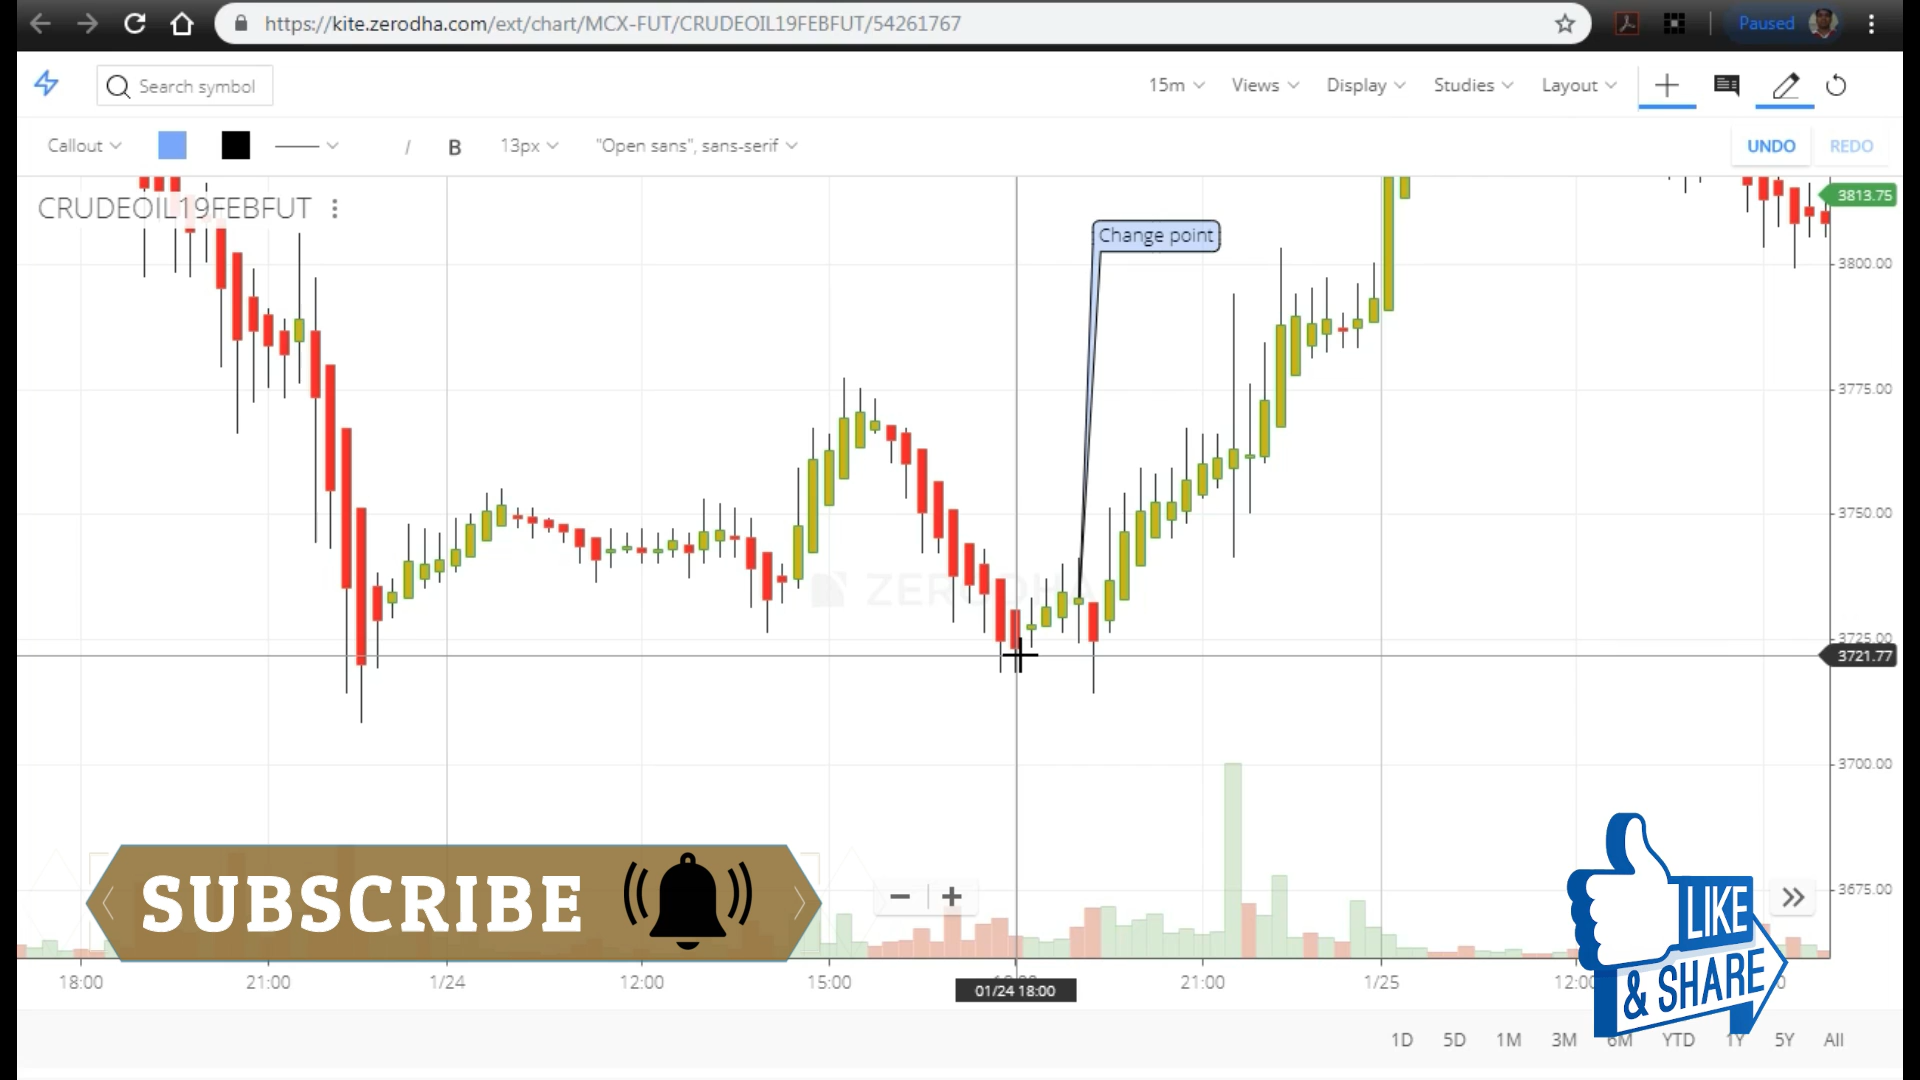 https://kite.zerodha.com/ext/chart/MCX-FUT/CRUDEOIL19FEBFUT/54261767
Paused
Search symbol
15m
Views
Display
Studies
Layout
Callout
I
B
13px
"Open sans", sans-serif
UNDO
REDO
CRUDEOIL19FEBFUT
Change point
ZERODHA
3813.75
3800.00
3775.00
3750.00
3725.00
3721.77
3700.00
3675.00
SUBSCRIBE
LIKE
& SHARE
18:00
21:00
1/24
12:00
15:00
01/24 18:00
21:00
1/25
1D
5D
1M
3M
6M
YTD
1Y
5Y
All